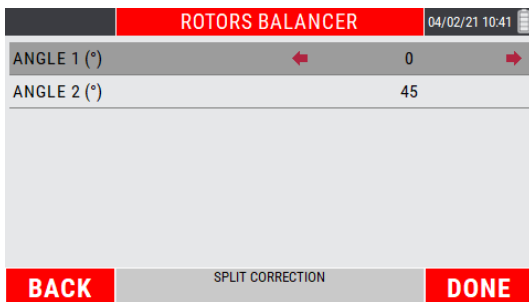 ROTORS BALANCER 04/02/21 10:41
ANGLE 1 (°) 0
ANGLE 2 (°) 45
BACK SPLIT CORRECTION DONE